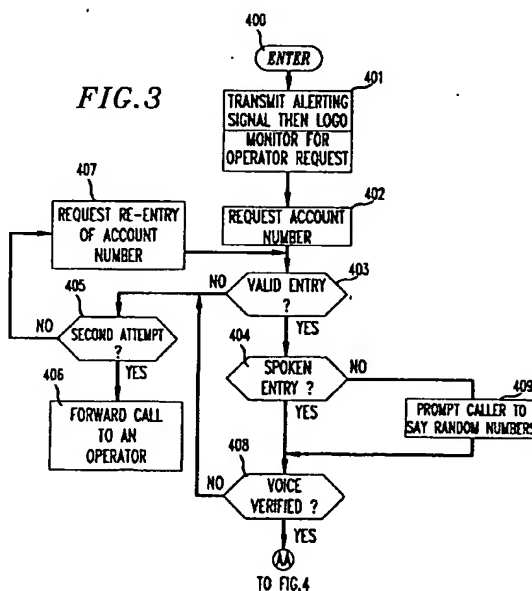 FIG.3
400
ENTER
401
TRANSMIT ALERTING
SIGNAL THEN LOGO
MONITOR FOR
OPERATOR REQUEST
407
REQUEST RE-ENTRY
OF ACCOUNT
NUMBER
402
REQUEST ACCOUNT
NUMBER
403
NO
VALID ENTRY
?
YES
405
NO
SECOND ATTEMPT
?
YES
404
SPOKEN
ENTRY ?
NO
YES
406
FORWARD CALL
TO AN
OPERATOR
409
PROMPT CALLER TO
SAY RANDOM NUMBERS
408
NO
VOICE
VERIFIED ?
YES
AA
TO FIG.4